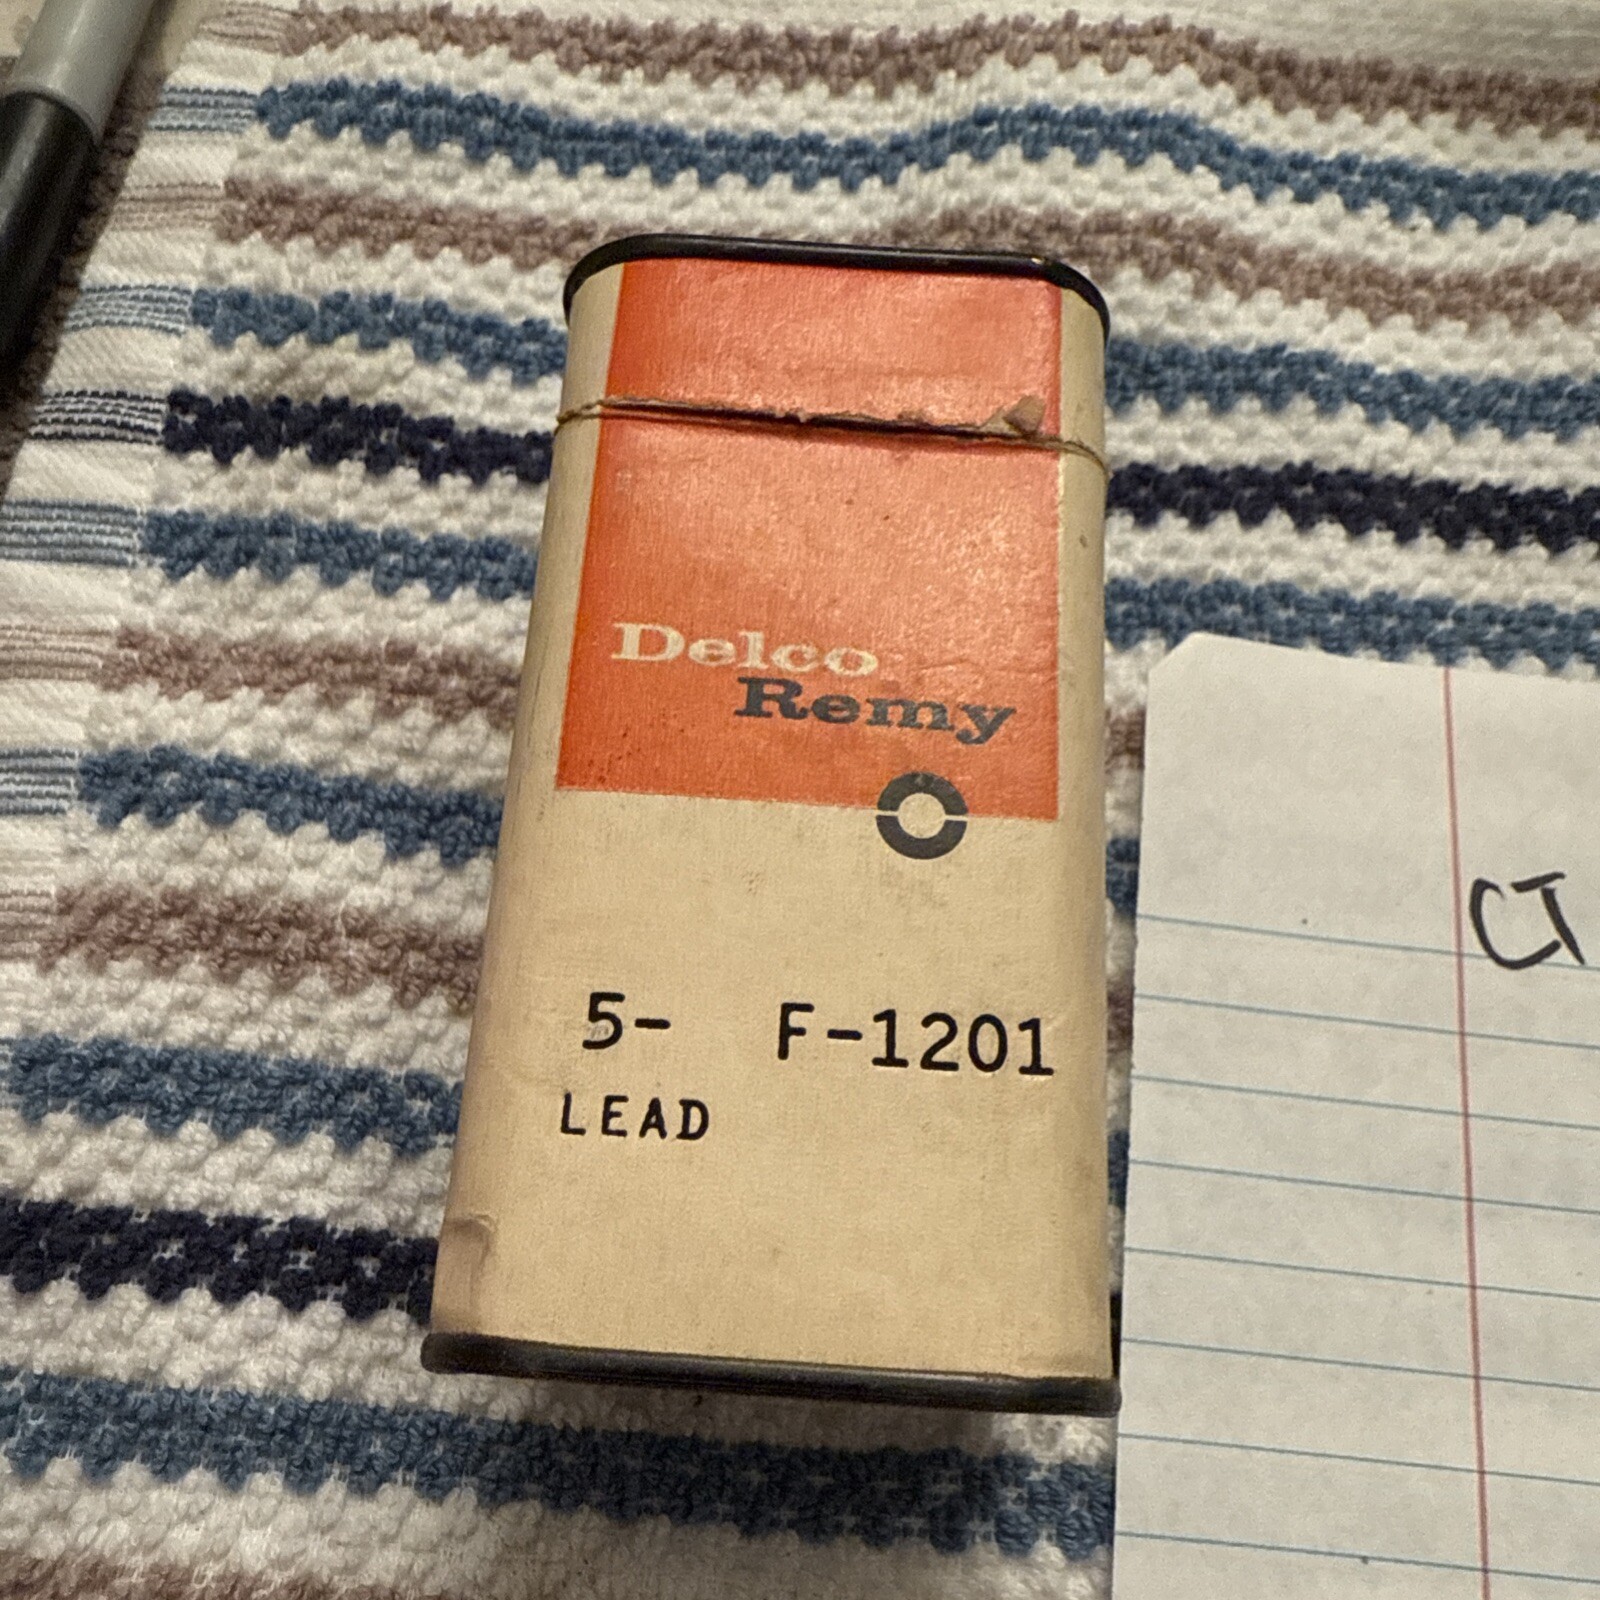 Delco
Remy
5- F-1201
LEAD
CT